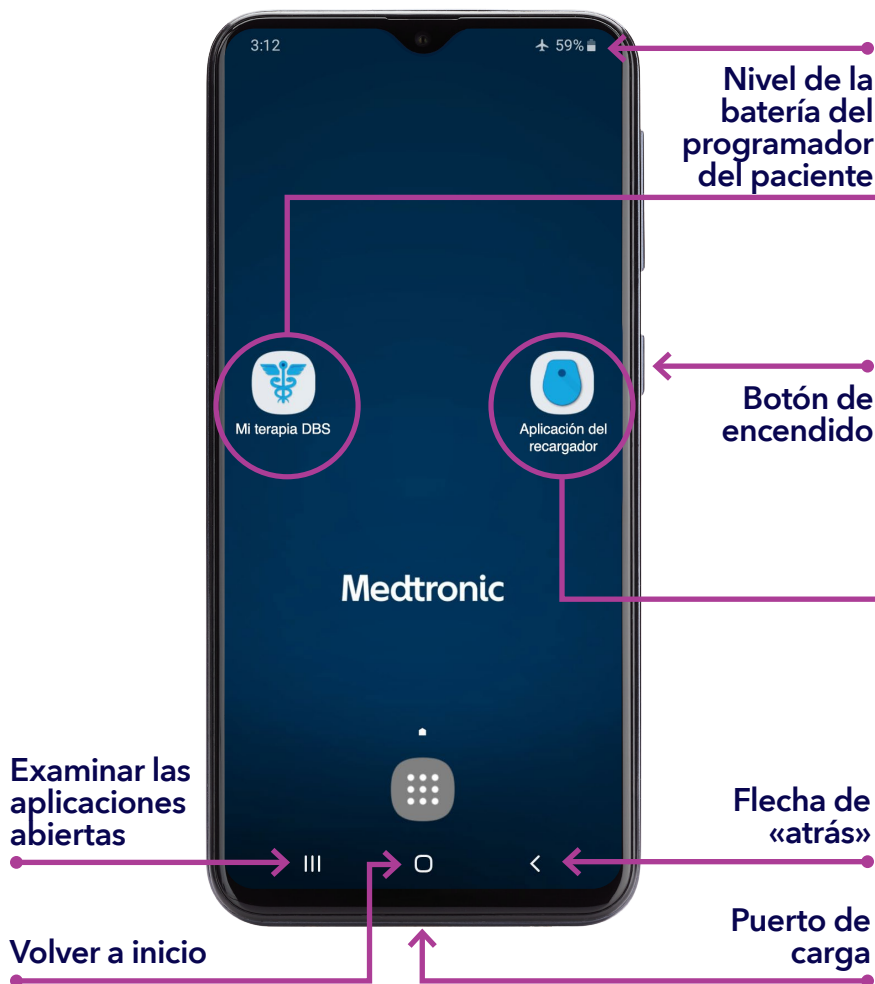 3:12
59%
Nivel de la
batería del
programador
del paciente
Mi terapia DBS
Aplicación del
recargador
Botón de
encendido
Medtronic
Examinar las
aplicaciones
abiertas
Flecha de
«atrás»
Volver a inicio
Puerto de
carga